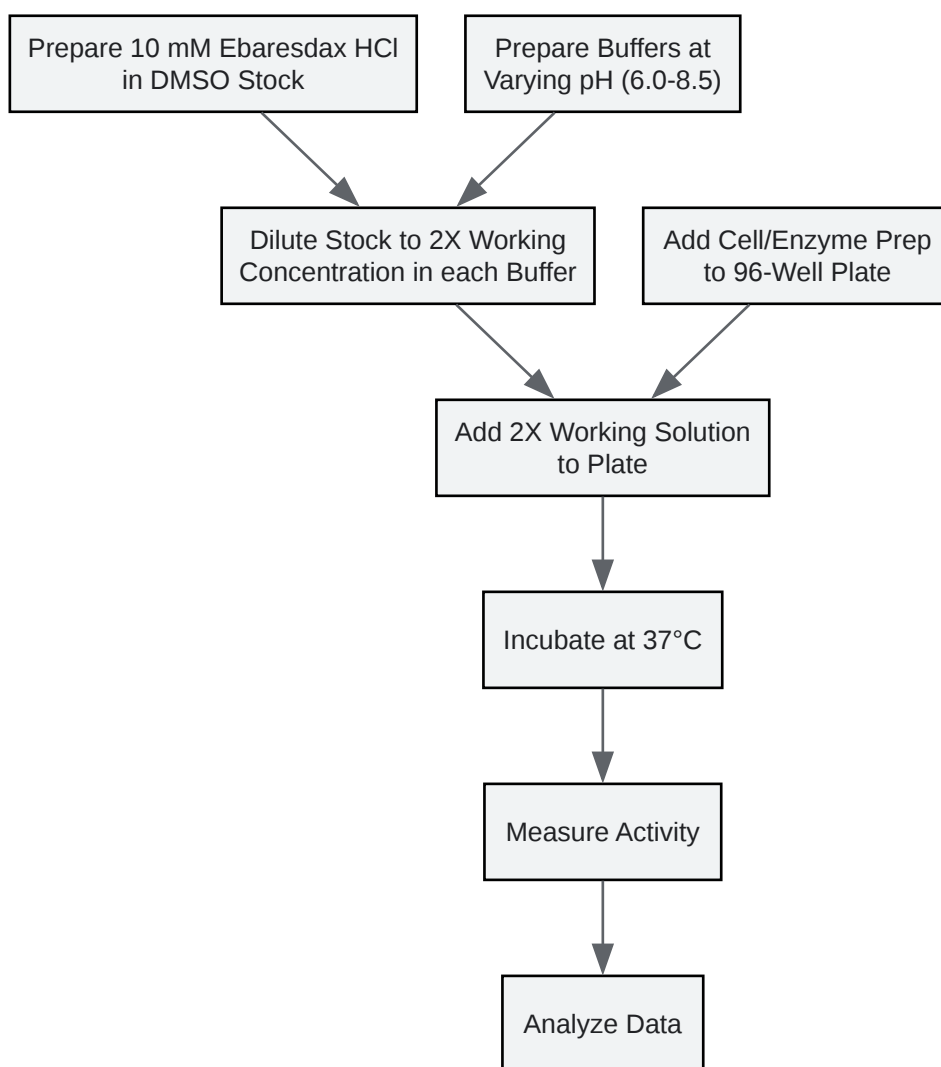 Prepare 10 mM Ebaresdax HCl
in DMSO Stock
Prepare Buffers at
Varying pH (6.0-8.5)
Dilute Stock to 2X Working
Concentration in each Buffer
Add Cell/Enzyme Prep
to 96-Well Plate
Add 2X Working Solution
to Plate
Incubate at 37°C
Measure Activity
Analyze Data